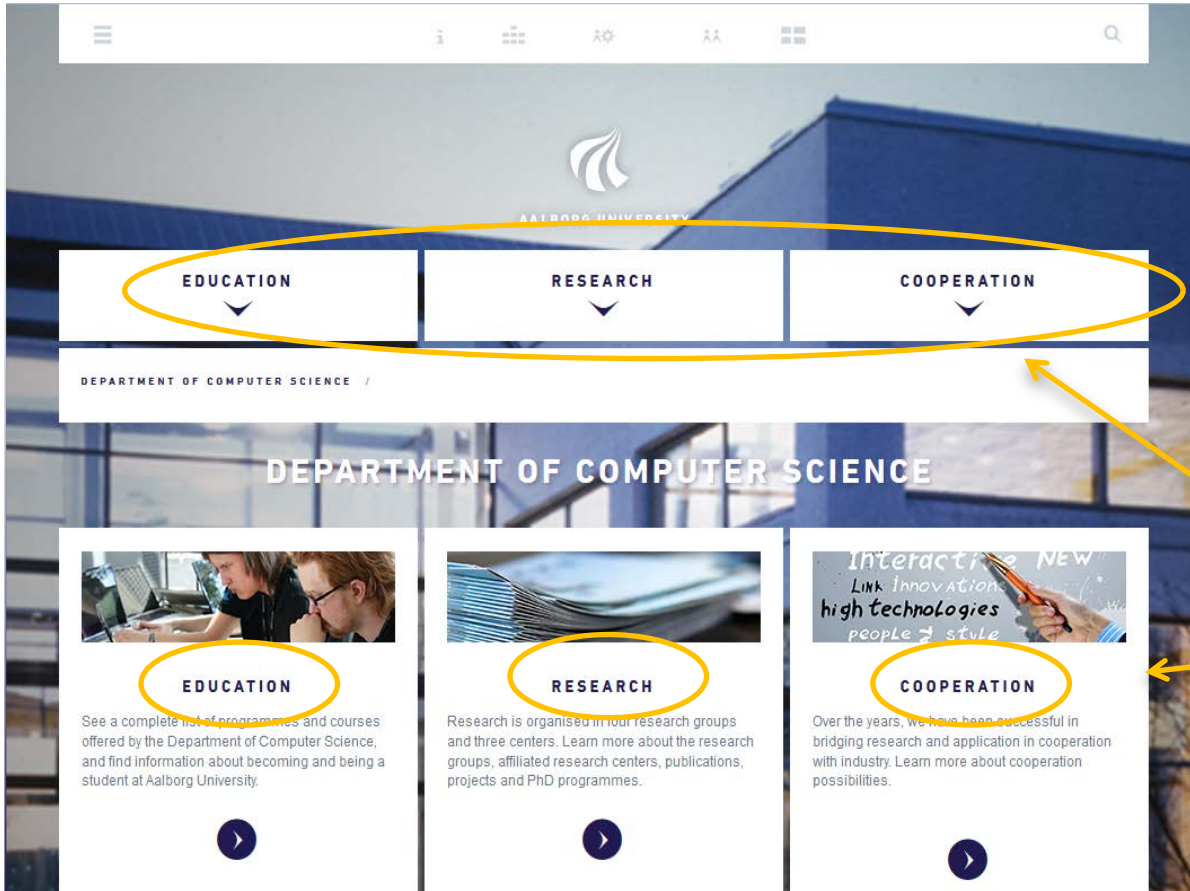 AALBORG UNIVERSITY
EDUCATION
RESEARCH
COOPERATION
DEPARTMENT OF COMPUTER SCIENCE /
DEPARTMENT OF COMPUTER SCIENCE
Interactive NEW
LINK Innovations
high technologies
people style
EDUCATION
See a complete list of programmes and courses
offered by the Department of Computer Science,
and find information about becoming and being a
student at Aalborg University.
RESEARCH
Research is organised in four research groups
and three centers. Learn more about the research
groups, affiliated research centers, publications,
projects and PhD programmes.
COOPERATION
Over the years, we have been successful in
bridging research and application in cooperation
with industry. Learn more about cooperation
possibilities.